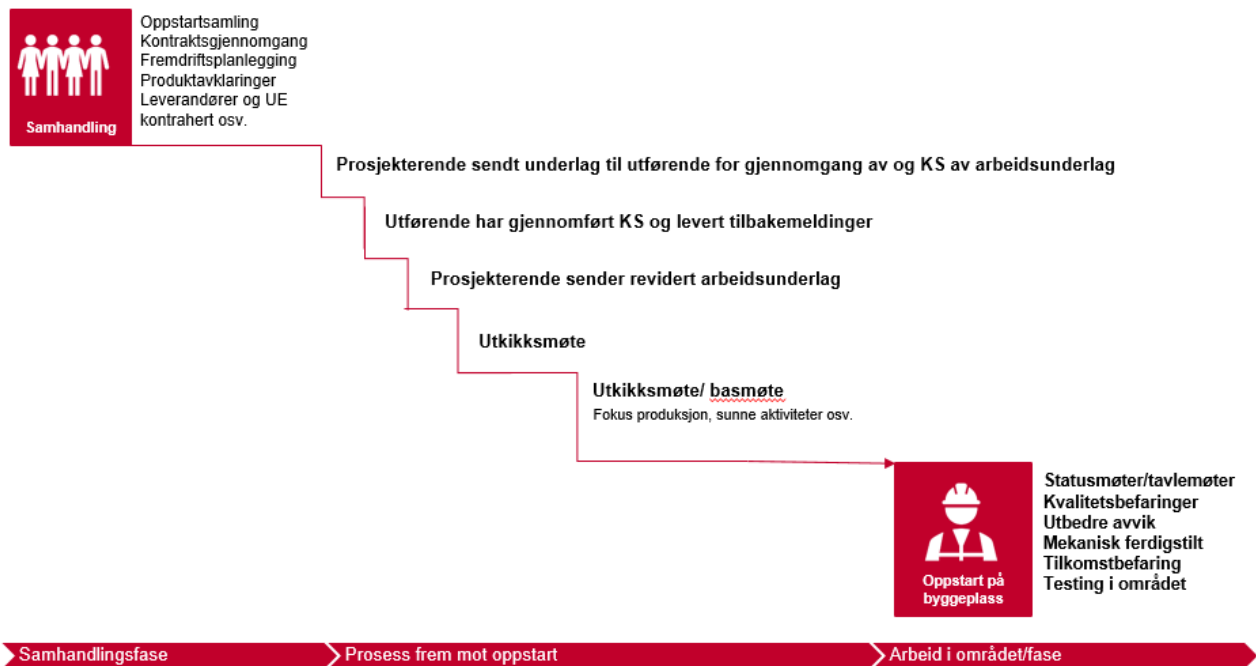 Oppstartsamling
Kontraktsgjennomgang
Fremdriftsplanlegging
Produktavklaringer
Leverandører og UE
kontrahert osv.
Samhandling
Prosjekterende sendt underlag til utførende for gjennomgang av og KS av arbeidsunderlag
Utførende har gjennomført KS og levert tilbakemeldinger
Prosjekterende sender revidert arbeidsunderlag
Utkikksmøte
Utkikksmøte/ basmøte
Fokus produksjon, sunne aktiviteter osv.
Statusmøter/tavlemøter
Kvalitetsbefaringer
Utbedre avvik
Mekanisk ferdigstilt
Tilkomstbefaring
Testing i området
Oppstart på
byggeplass
Samhandlingsfase
Prosess frem mot oppstart
Arbeid i området/fase